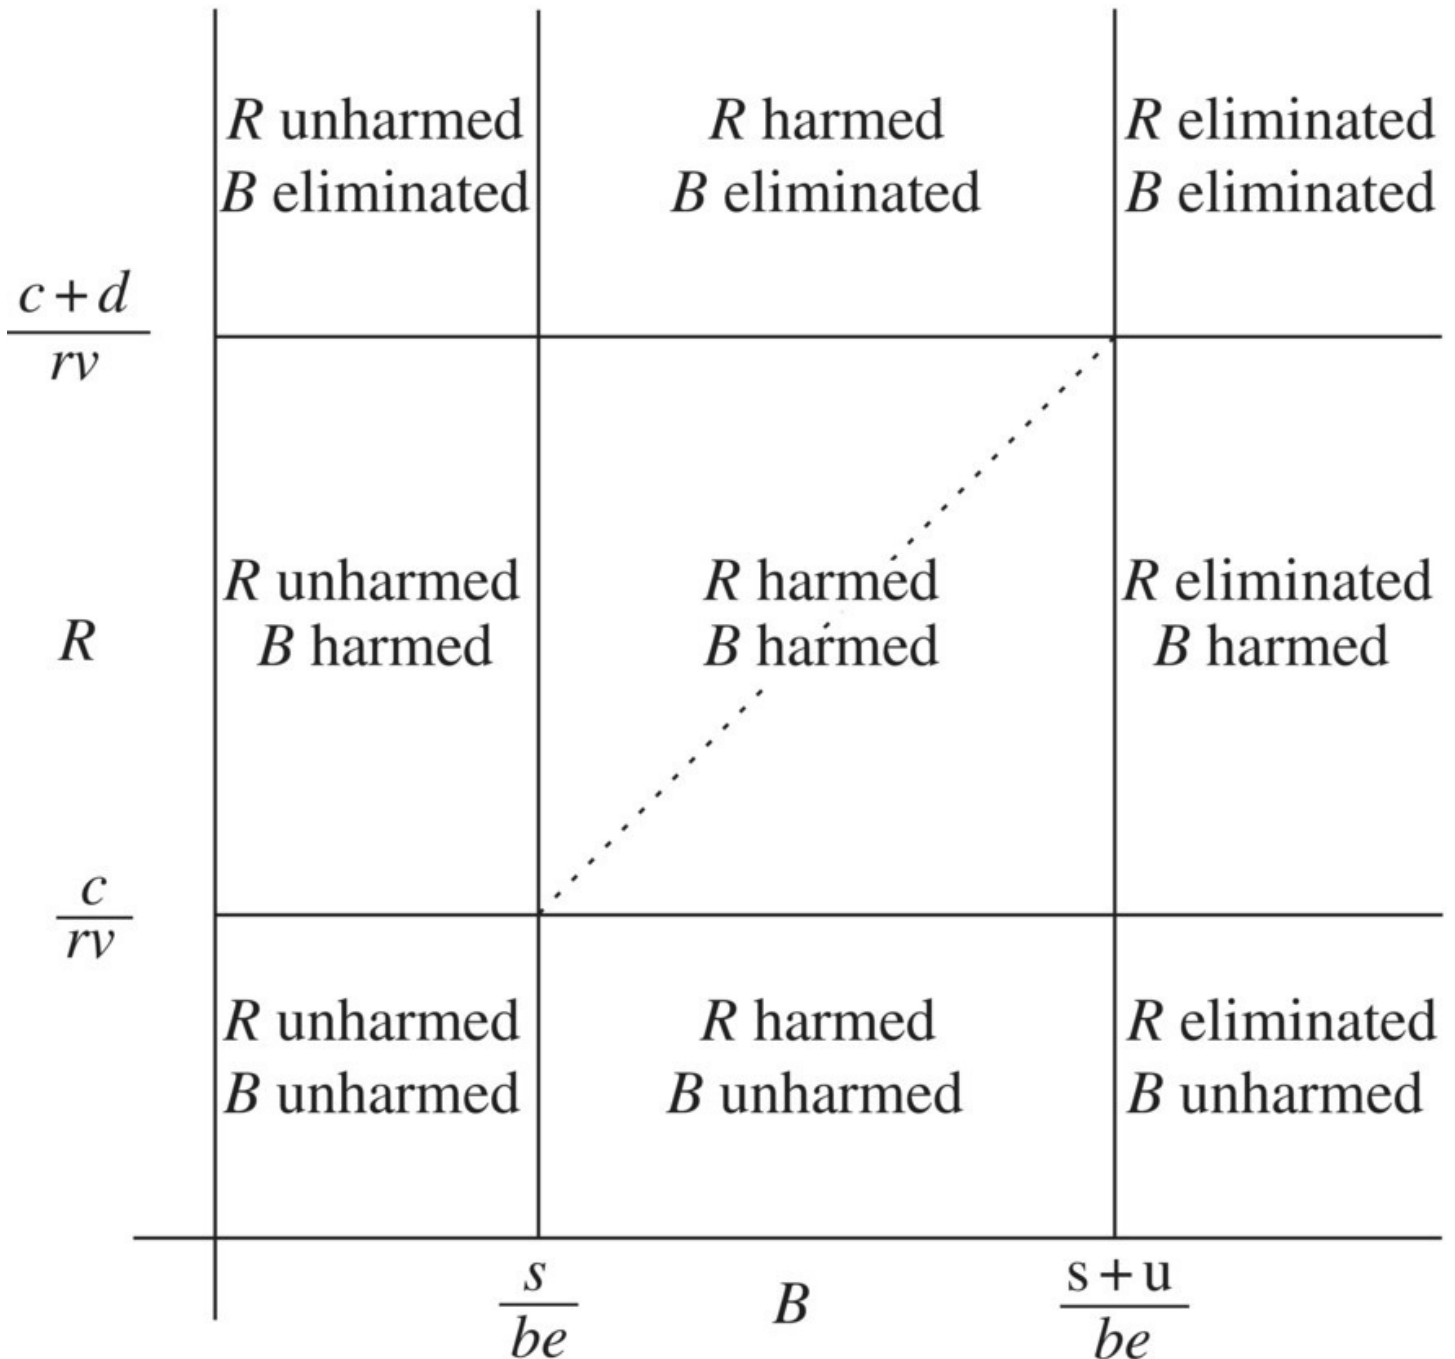 R unharmed
B eliminated
R harmed
B eliminated
R eliminated
B eliminated
c + d
rv
R unharmed
B harmed
R harmed
B harmed
R eliminated
B harmed
R
c
rv
R unharmed
B unharmed
R harmed
B unharmed
R eliminated
B unharmed
s
be
B
s + u
be